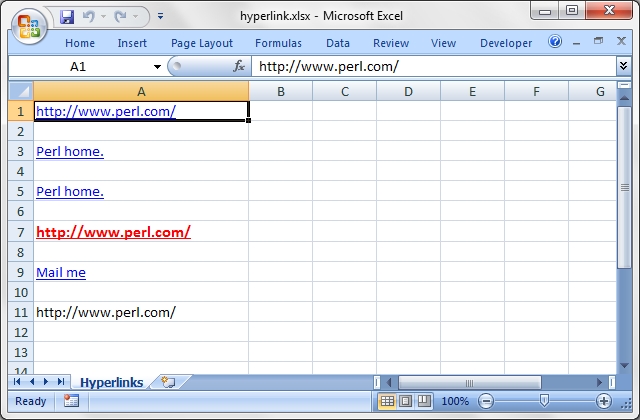 hyperlink.xlsx - Microsoft Excel
Home Insert Page Layout Formulas Data Review View Developer
A1 fx http://www.perl.com/
A B C D E F G
1 http://www.perl.com/
2
3 Perl home.
4
5 Perl home.
6
7 http://www.perl.com/
8
9 Mail me
10
11 http://www.perl.com/
12
13
14
Hyperlinks
Ready 100%